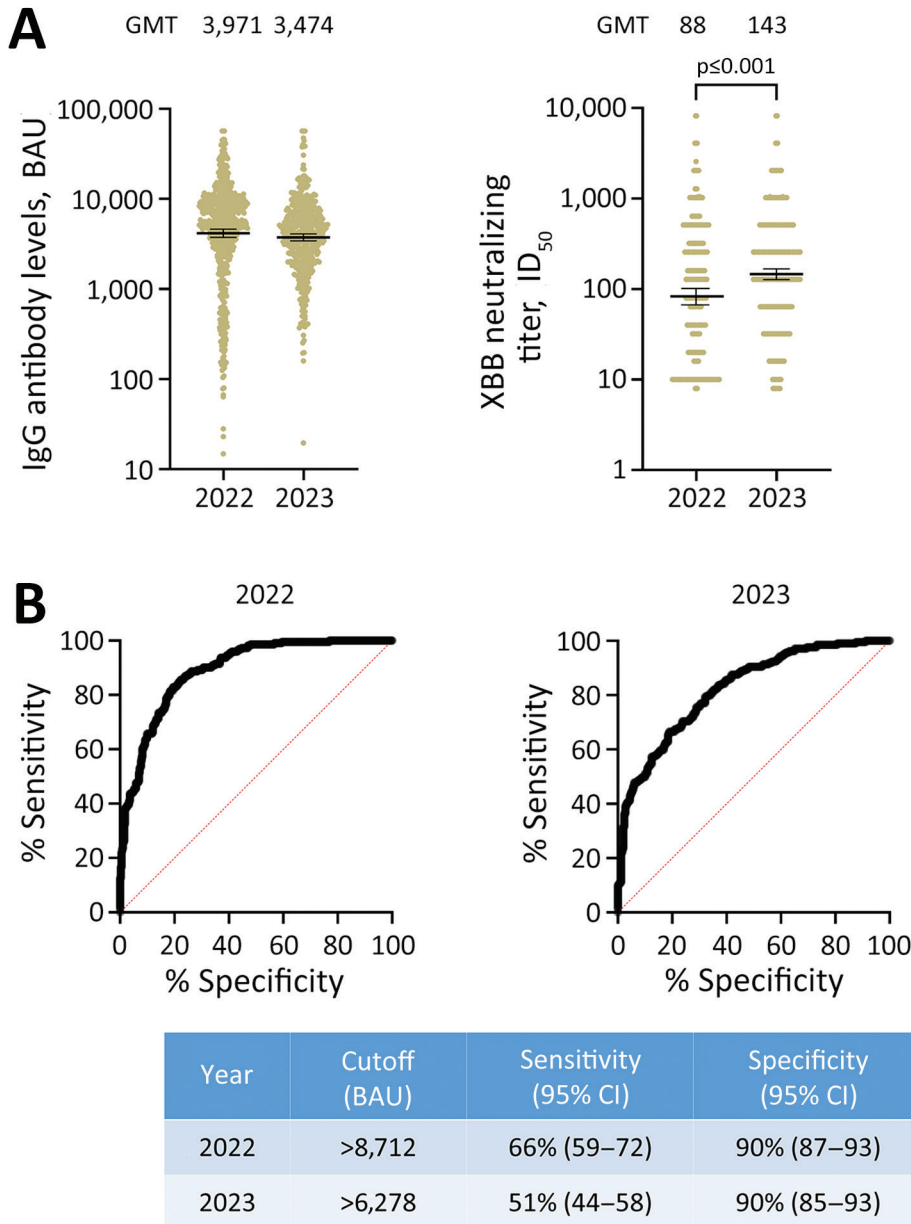 A
GMT 3,971 3,474
GMT 88 143
p≤0.001
IgG antibody levels, BAU
100,000
10,000
1,000
100
10
2022 2023
XBB neutralizing
titer, ID50
10,000
1,000
100
10
1
2022 2023
B
2022
% Sensitivity
100
80
60
40
20
0
0 20 40 60 80 100
% Specificity
2023
% Sensitivity
100
80
60
40
20
0
0 20 40 60 80 100
% Specificity
Year Cutoff (BAU) Sensitivity (95% CI) Specificity (95% CI)
2022 >8,712 66% (59–72) 90% (87–93)
2023 >6,278 51% (44–58) 90% (85–93)